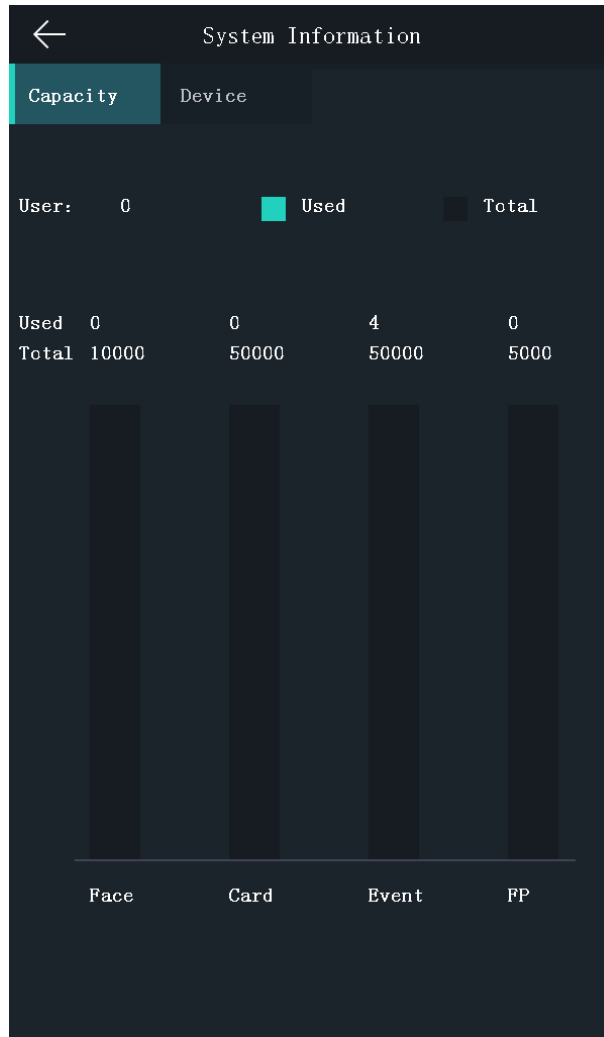 System Information
Capacity Device
User: 0 Used Total
Used 0 0 4 0
Total 10000 50000 50000 5000
Face Card Event FP